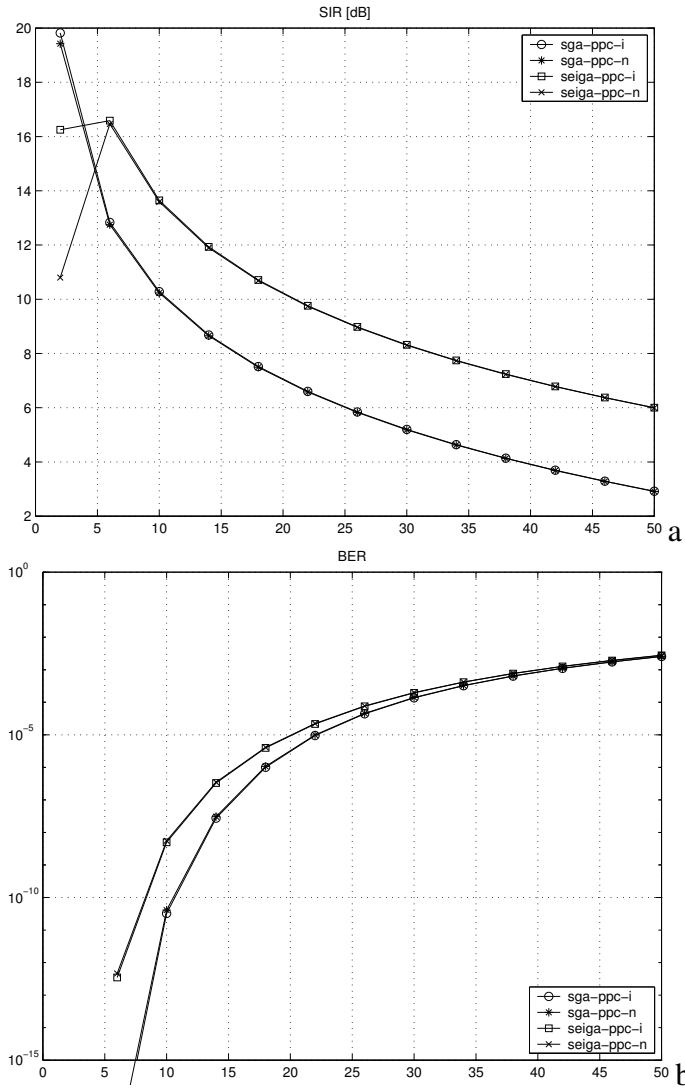 SIR [dB]
20
18
16
14
12
10
8
6
4
2
0 5 10 15 20 25 30 35 40 45 50
sga-ppc-i
sga-ppc-n
seiga-ppc-i
seiga-ppc-n
a
BER
10^0
10^-5
10^-10
10^-15
0 5 10 15 20 25 30 35 40 45 50
sga-ppc-i
sga-ppc-n
seiga-ppc-i
seiga-ppc-n
b